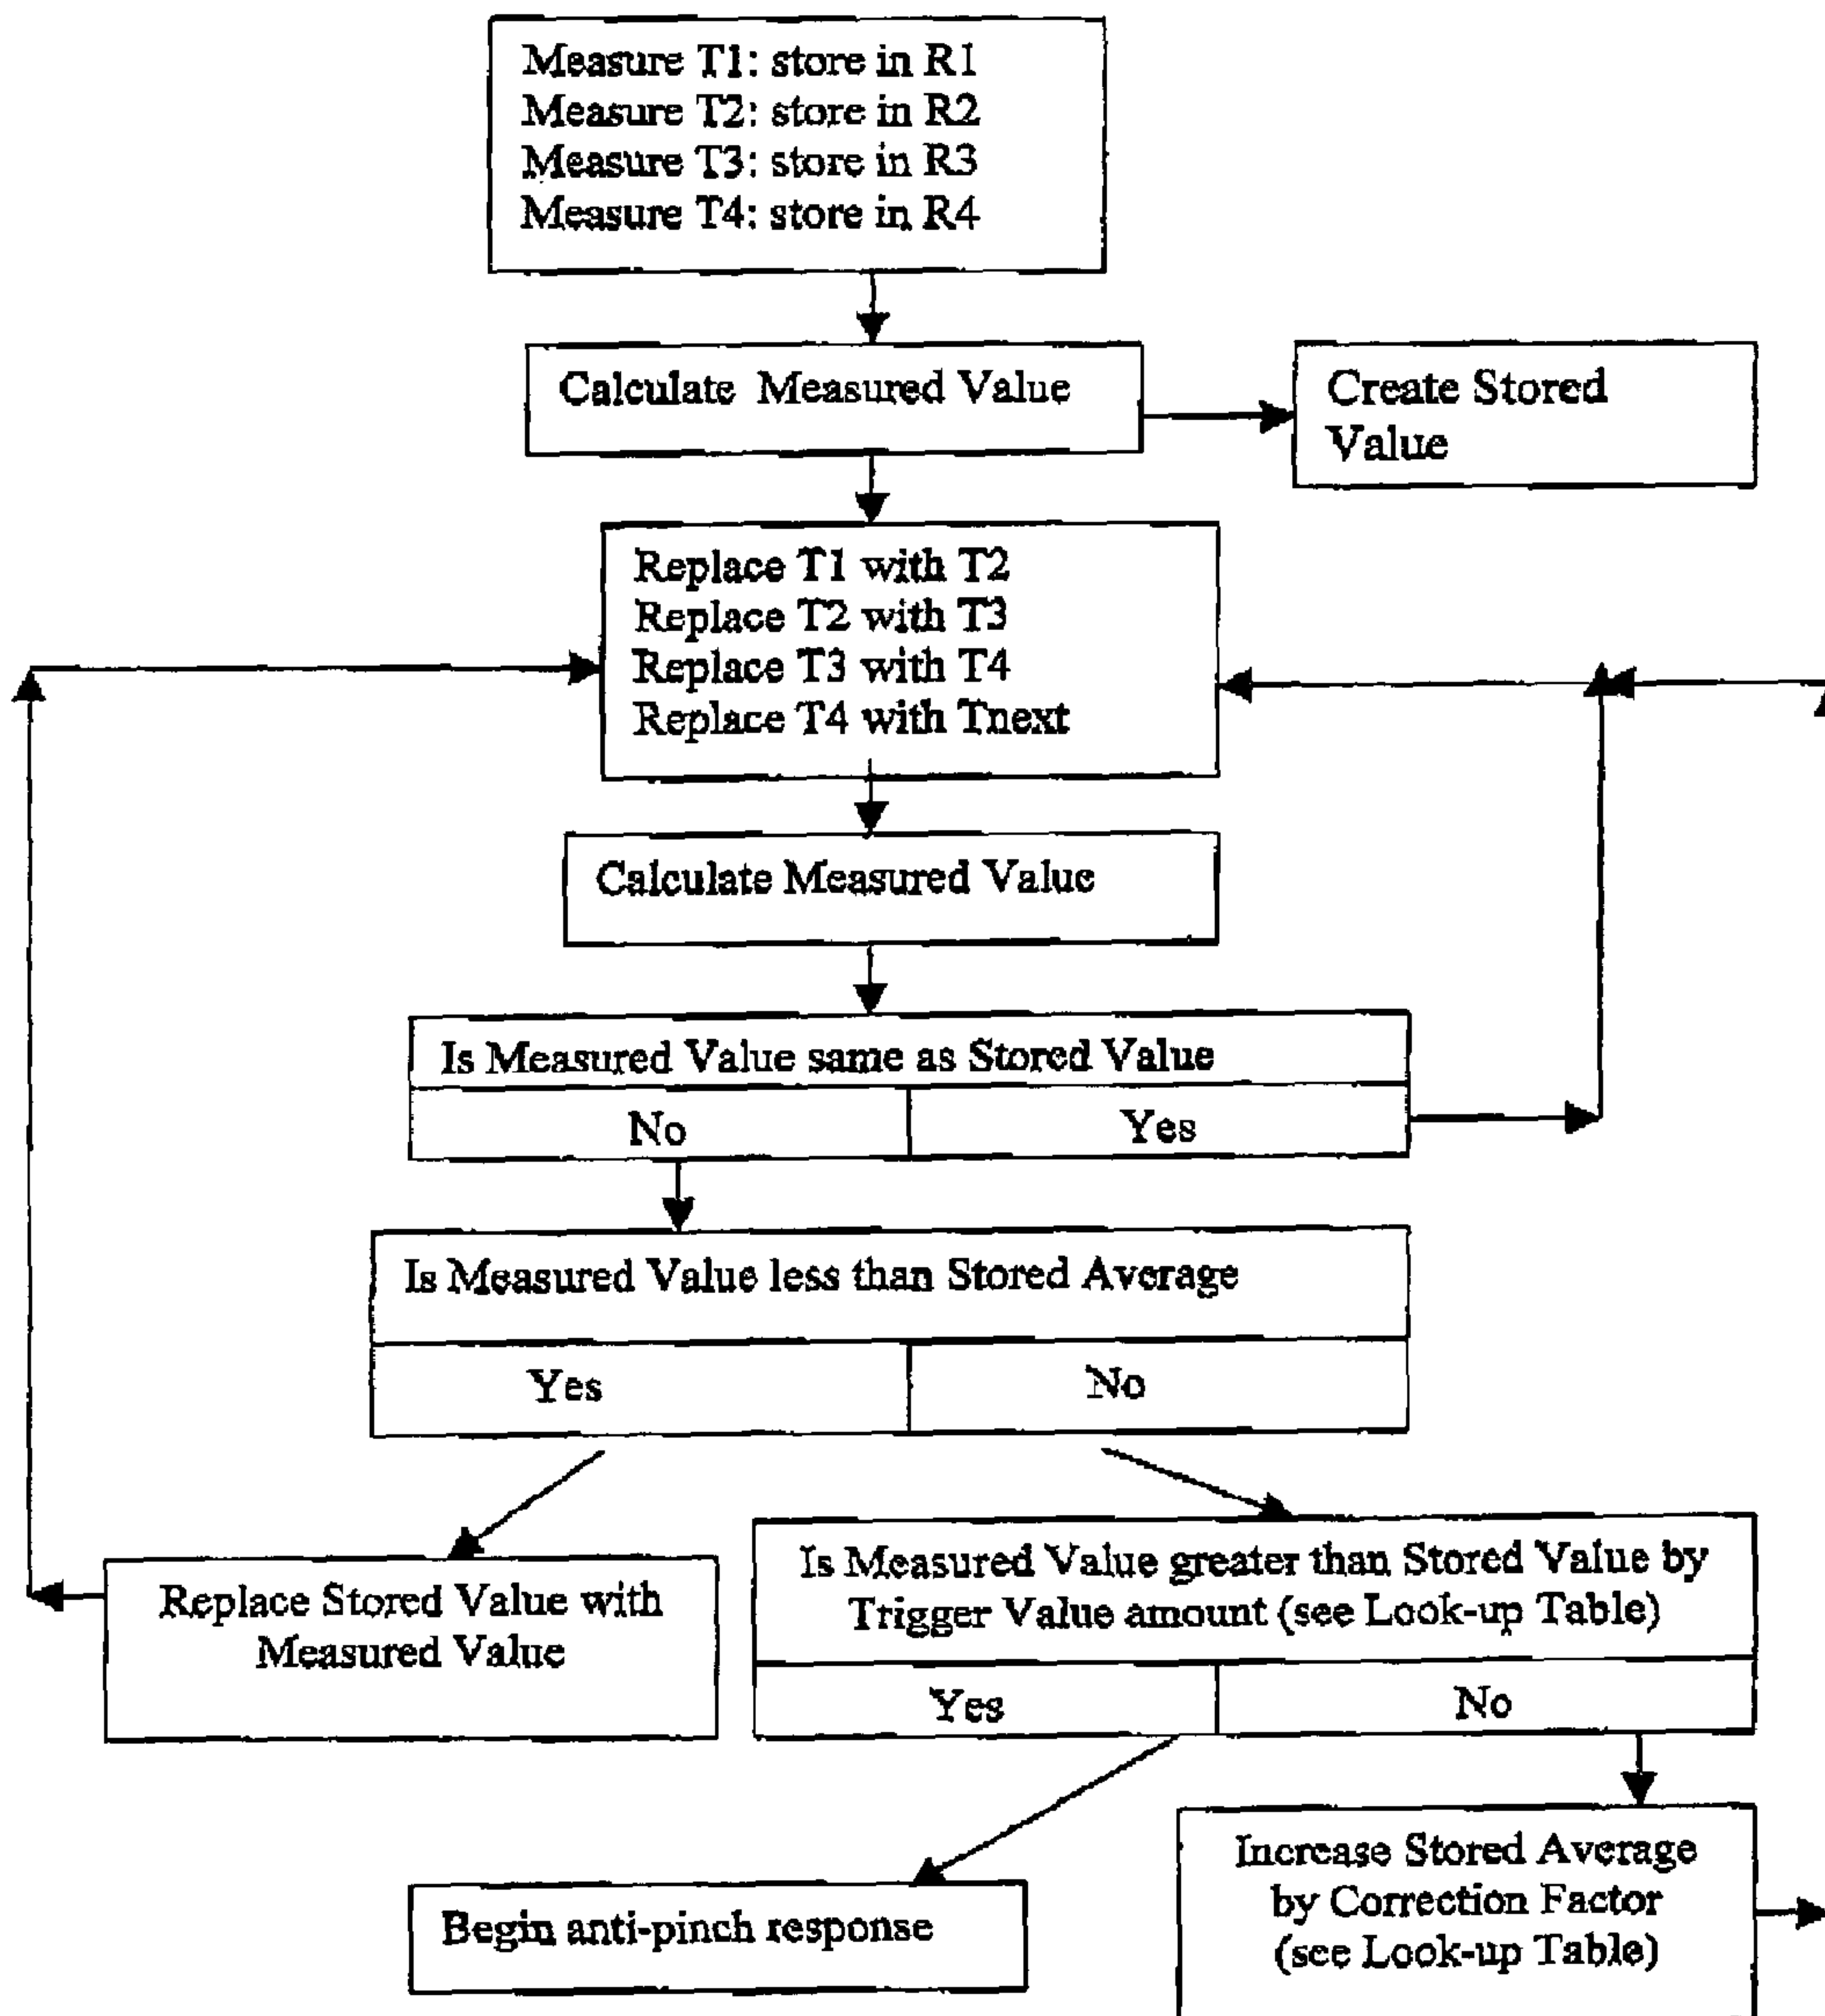 Measure T1: store in R1
Measure T2: store in R2
Measure T3: store in R3
Measure T4: store in R4
Calculate Measured Value
Create Stored
Value
Replace T1 with T2
Replace T2 with T3
Replace T3 with T4
Replace T4 with Tnext
Calculate Measured Value
Is Measured Value same as Stored Value
No
Yes
Is Measured Value less than Stored Average
Yes
No
Replace Stored Value with
Measured Value
Is Measured Value greater than Stored Value by
Trigger Value amount (see Look-up Table)
Yes
No
Begin anti-pinch response
Increase Stored Average
by Correction Factor
(see Look-up Table)